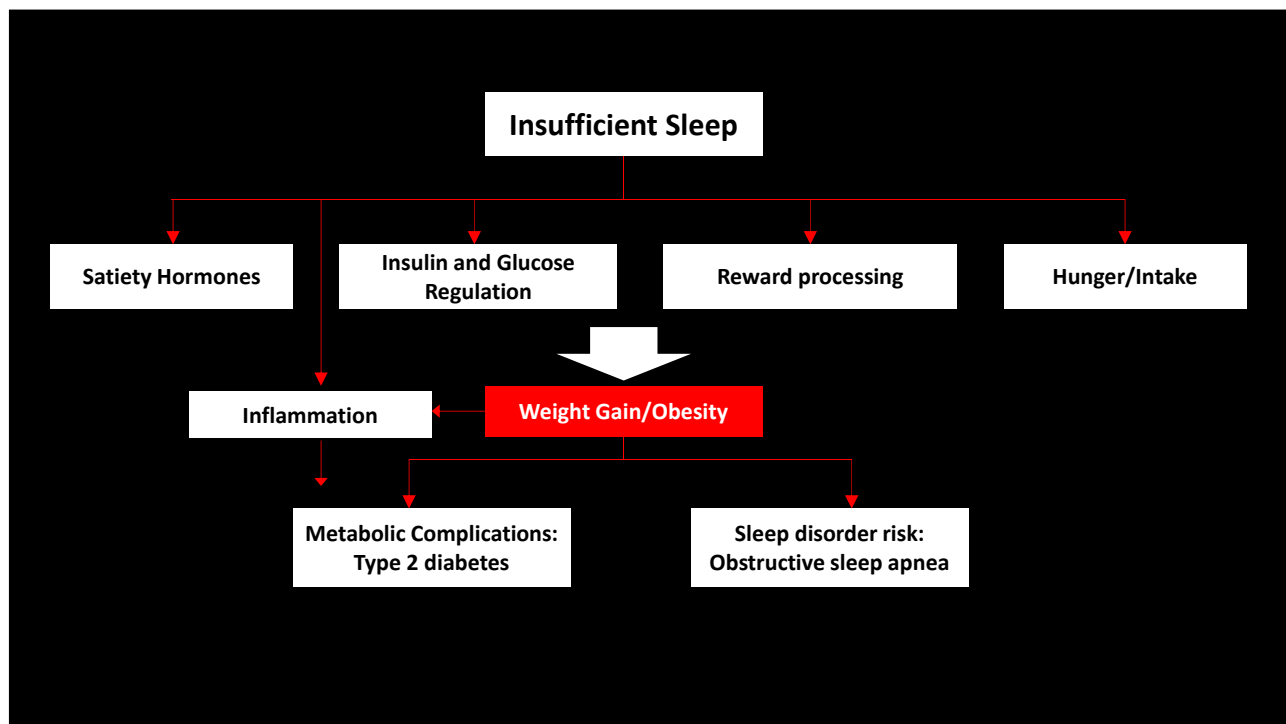 Insufficient Sleep
Satiety Hormones
Insulin and Glucose
Regulation
Reward processing
Hunger/Intake
Inflammation
Weight Gain/Obesity
Metabolic Complications:
Type 2 diabetes
Sleep disorder risk:
Obstructive sleep apnea